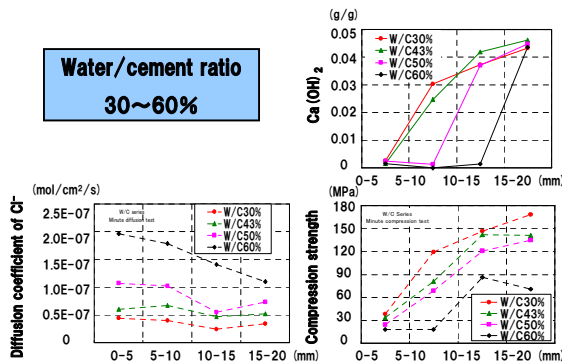 Water/cement ratio
30～60%
(g/g)
Ca(OH)2
0.05
0.04
0.03
0.02
0.01
0
W/C30%
W/C43%
W/C50%
W/C60%
0-5 5-10 10-15 15-20 (mm)
(mol/cm²/s)
Diffusion coefficient of Cl⁻
2.5E-07
2.0E-07
1.5E-07
1.0E-07
0.5E-07
0
W/C series
Minute diffusion test
W/C30%
W/C43%
W/C50%
W/C60%
0-5 5-10 10-15 15-20 (mm)
(MPa)
Compression strength
180
150
120
90
60
30
0
W/C Series
Minute compression test
W/C30%
W/C43%
W/C50%
W/C60%
0-5 5-10 10-15 15-20 (mm)